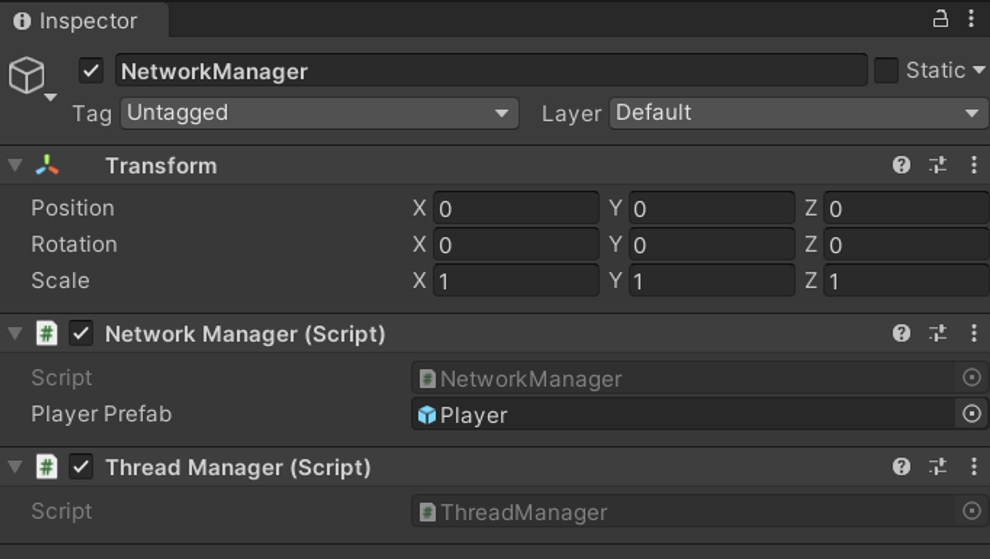 Inspector
NetworkManager Static
Tag Untagged Layer Default
Transform
Position X 0 Y 0 Z 0
Rotation X 0 Y 0 Z 0
Scale X 1 Y 1 Z 1
# Network Manager (Script)
Script # NetworkManager
Player Prefab Player
# Thread Manager (Script)
Script # ThreadManager